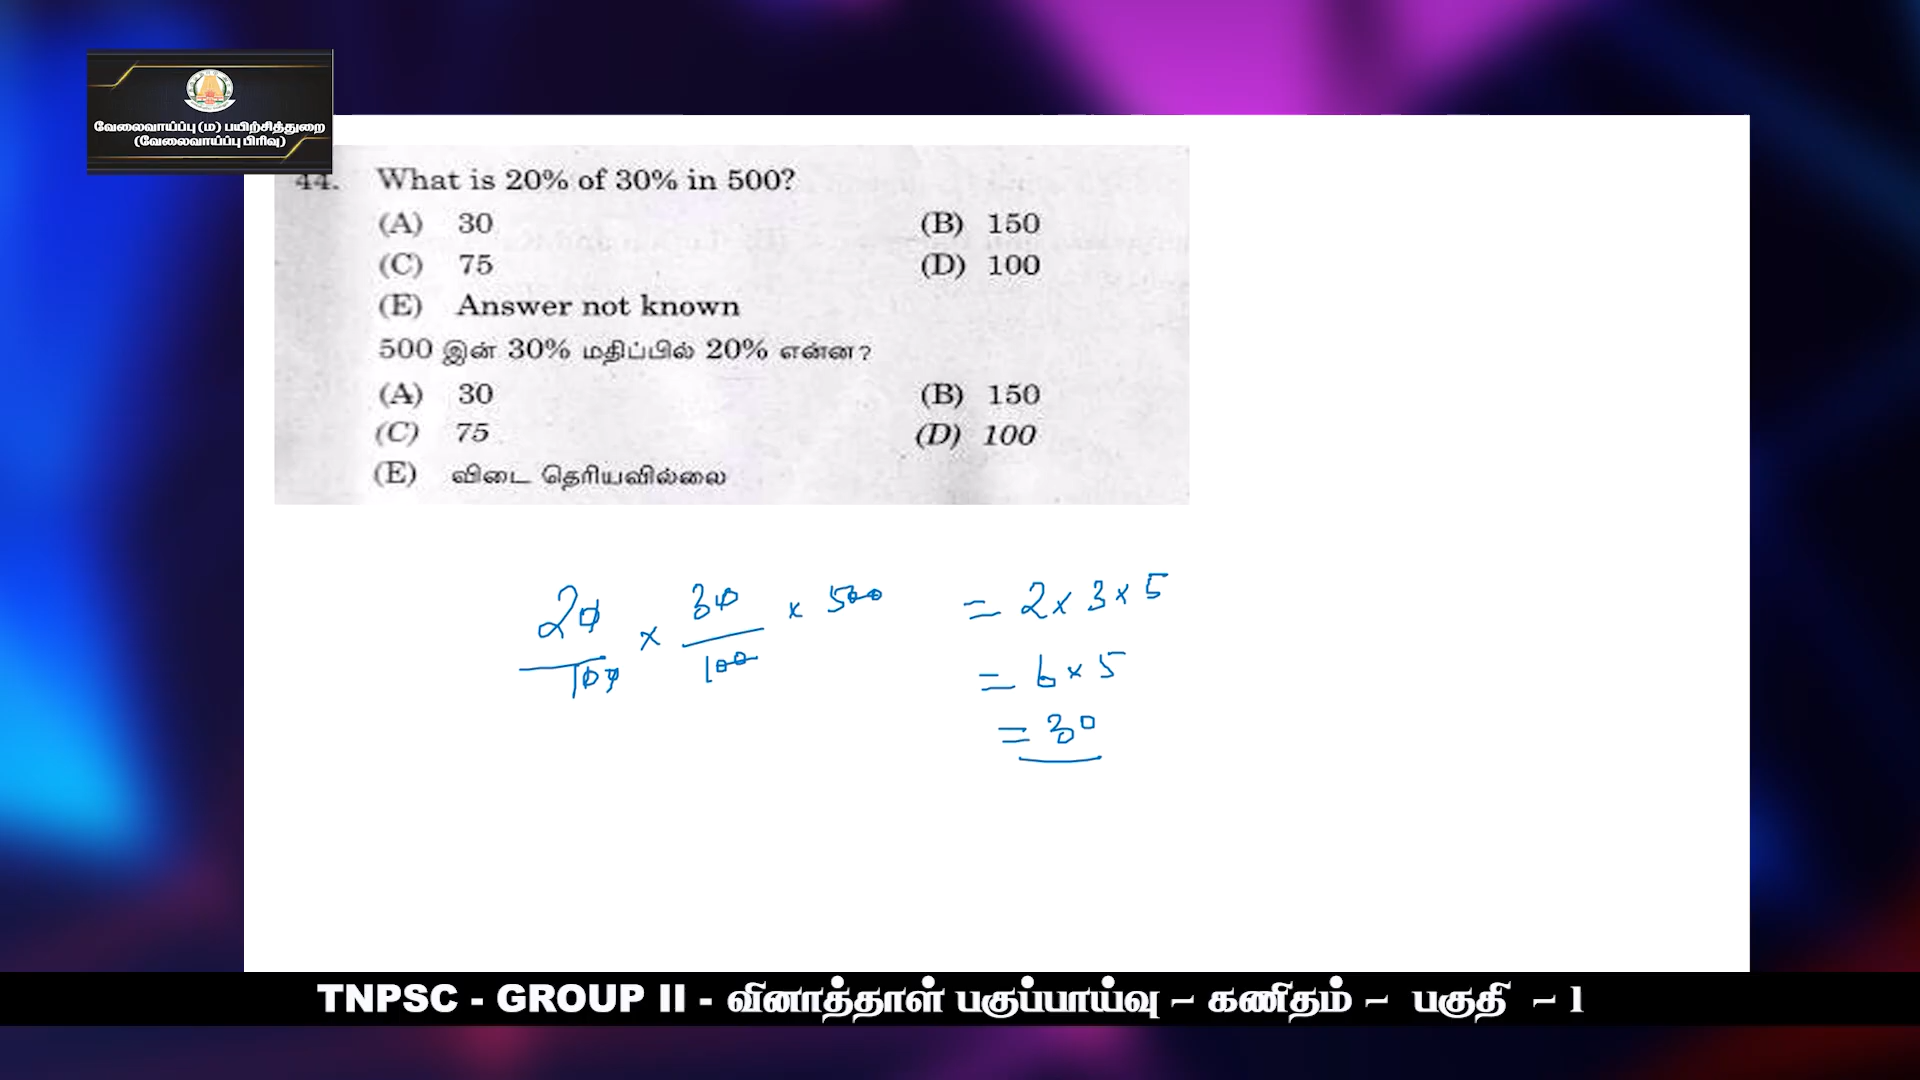 வேலைவாய்ப்பு (ம) பயிற்சித்துறை
(வேலைவாய்ப்பு பிரிவு)
44. What is 20% of 30% in 500?
(A) 30 (B) 150
(C) 75 (D) 100
(E) Answer not known
500 இன் 30% மதிப்பில் 20% என்ன?
(A) 30 (B) 150
(C) 75 (D) 100
(E) விடை தெரியவில்லை
20/100 × 30/100 × 500 = 2 × 3 × 5
= 6 × 5
= 30
TNPSC - GROUP II - வினாத்தாள் பகுப்பாய்வு – கணிதம் – பகுதி – 1